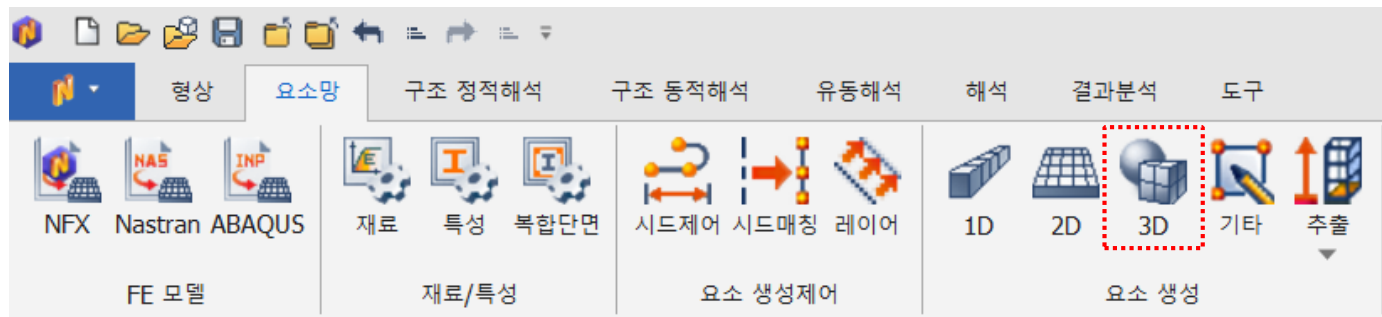 형상 요소망 구조 정적해석 구조 동적해석 유동해석 해석 결과분석 도구
NAS INP
NFX Nastran ABAQUS 재료 특성 복합단면 시드제어 시드매칭 레이어 1D 2D 3D 기타 추출
FE 모델 재료/특성 요소 생성제어 요소 생성